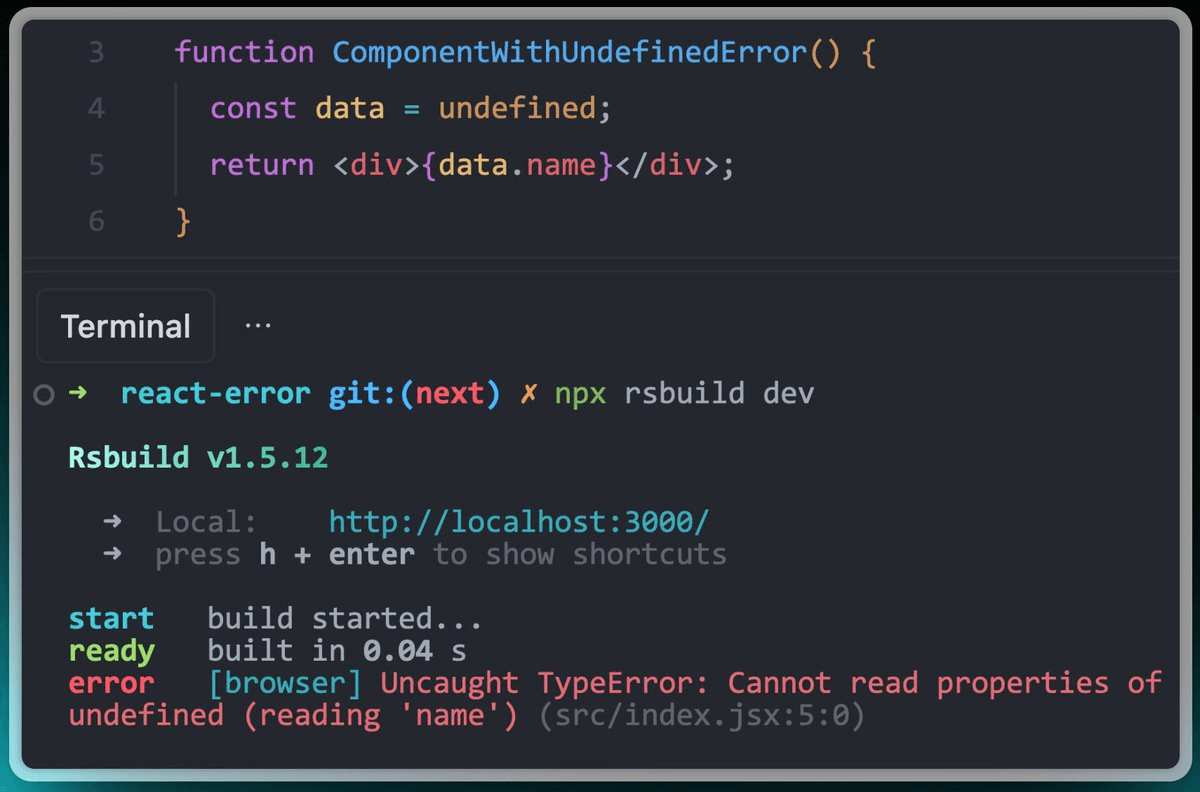 3 function ComponentWithUndefinedError() {
4 const data = undefined;
5 return <div>{data.name}</div>;
6 }
Terminal ···
➜ react-error git:(next) ✗ npx rsbuild dev
Rsbuild v1.5.12
➜ Local: http://localhost:3000/
➜ press h + enter to show shortcuts
start build started...
ready built in 0.04 s
error [browser] Uncaught TypeError: Cannot read properties of
undefined (reading 'name') (src/index.jsx:5:0)